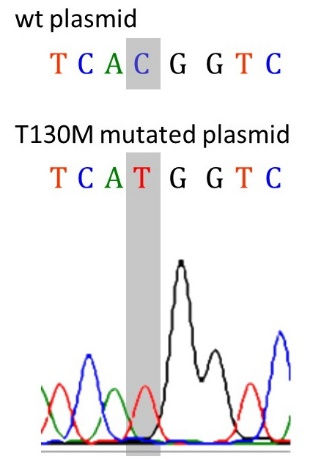 wt plasmid
T C A C G G T C
T130M mutated plasmid
T C A T G G T C